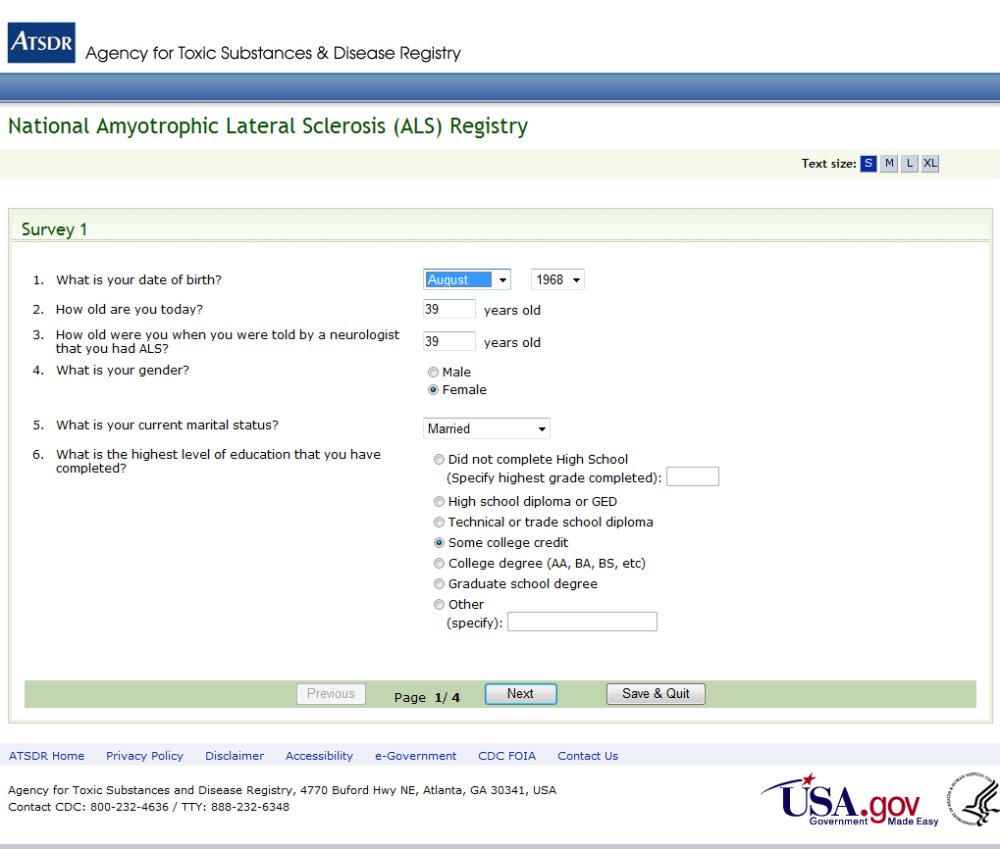 ATSDR
Agency for Toxic Substances & Disease Registry
National Amyotrophic Lateral Sclerosis (ALS) Registry
Text size: S M L XL
Survey 1
1. What is your date of birth? August 1968
2. How old are you today? 39 years old
3. How old were you when you were told by a neurologist
that you had ALS? 39 years old
4. What is your gender? Male
Female
5. What is your current marital status? Married
6. What is the highest level of education that you have
completed?
Did not complete High School
(Specify highest grade completed):
High school diploma or GED
Technical or trade school diploma
Some college credit
College degree (AA, BA, BS, etc)
Graduate school degree
Other
(specify):
Previous Page 1/ 4 Next Save & Quit
ATSDR Home Privacy Policy Disclaimer Accessibility e-Government CDC FOIA Contact Us
Agency for Toxic Substances and Disease Registry, 4770 Buford Hwy NE, Atlanta, GA 30341, USA
Contact CDC: 800-232-4636 / TTY: 888-232-6348
USA.gov
Government Made Easy